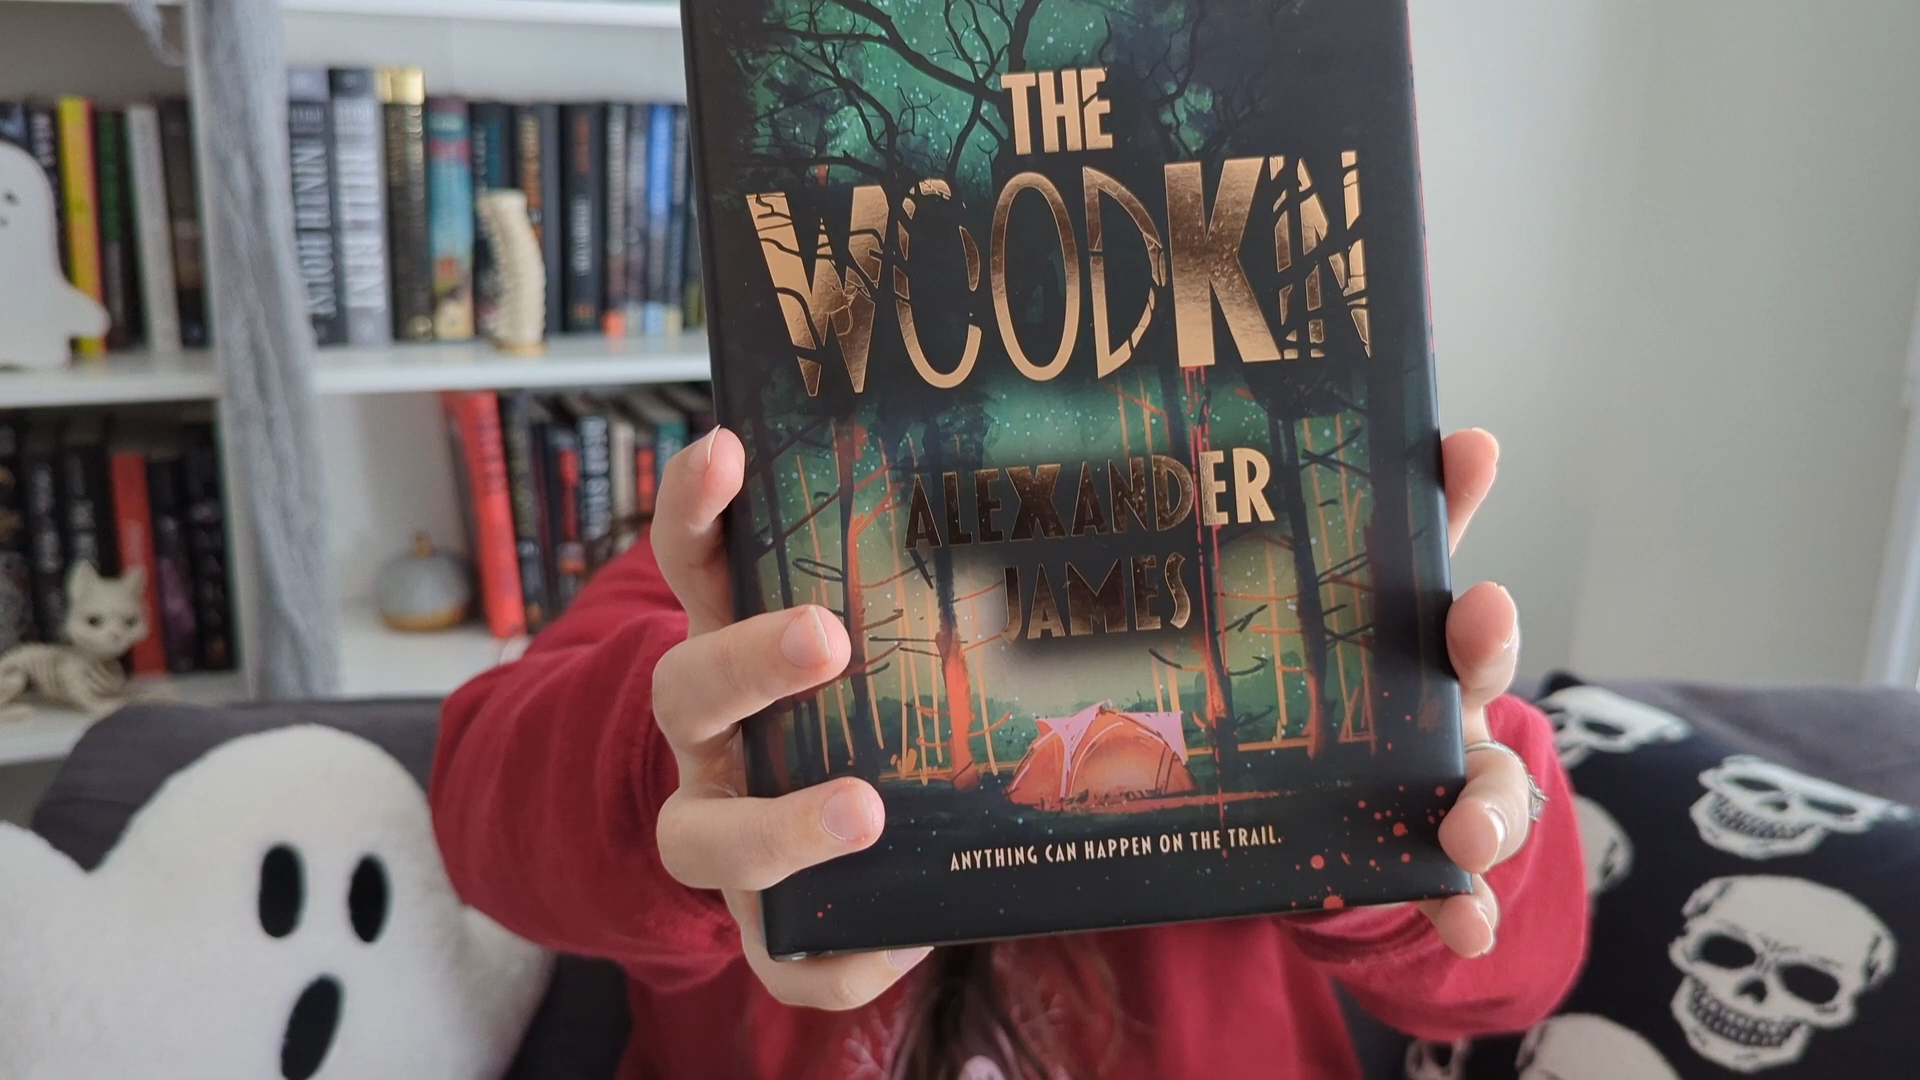 THE
WOODKIN
ALEXANDER
JAMES
ANYTHING CAN HAPPEN ON THE TRAIL.